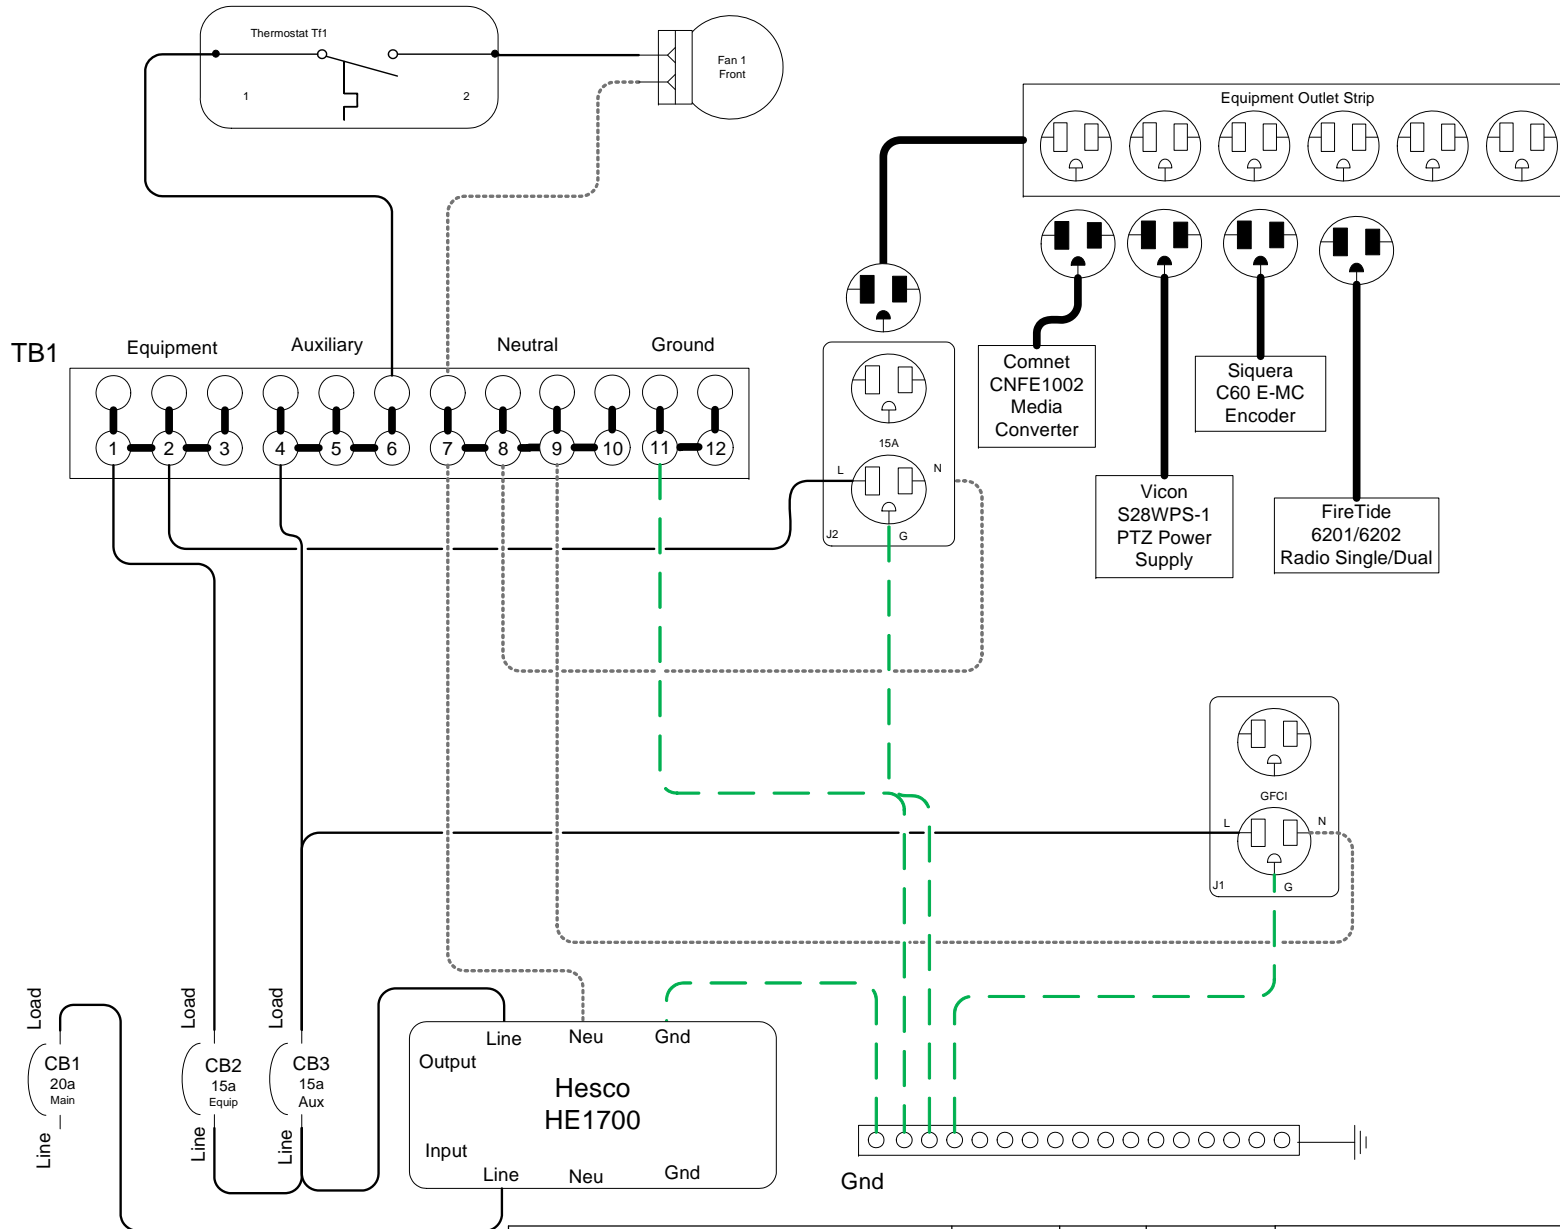 Thermostat Tf1
1
2
Fan 1
Front
Equipment Outlet Strip
TB1
Equipment
Auxiliary
Neutral
Ground
1
2
3
4
5
6
7
8
9
10
11
12
15A
L
N
J2
G
Comnet
CNFE1002
Media
Converter
Siquera
C60 E-MC
Encoder
Vicon
S28WPS-1
PTZ Power
Supply
FireTide
6201/6202
Radio Single/Dual
GFCI
L
N
J1
G
Load
CB1
20a
Main
Line
Load
CB2
15a
Equip
Line
Load
CB3
15a
Aux
Line
Line
Neu
Gnd
Output
Hesco
HE1700
Input
Line
Neu
Gnd
Gnd